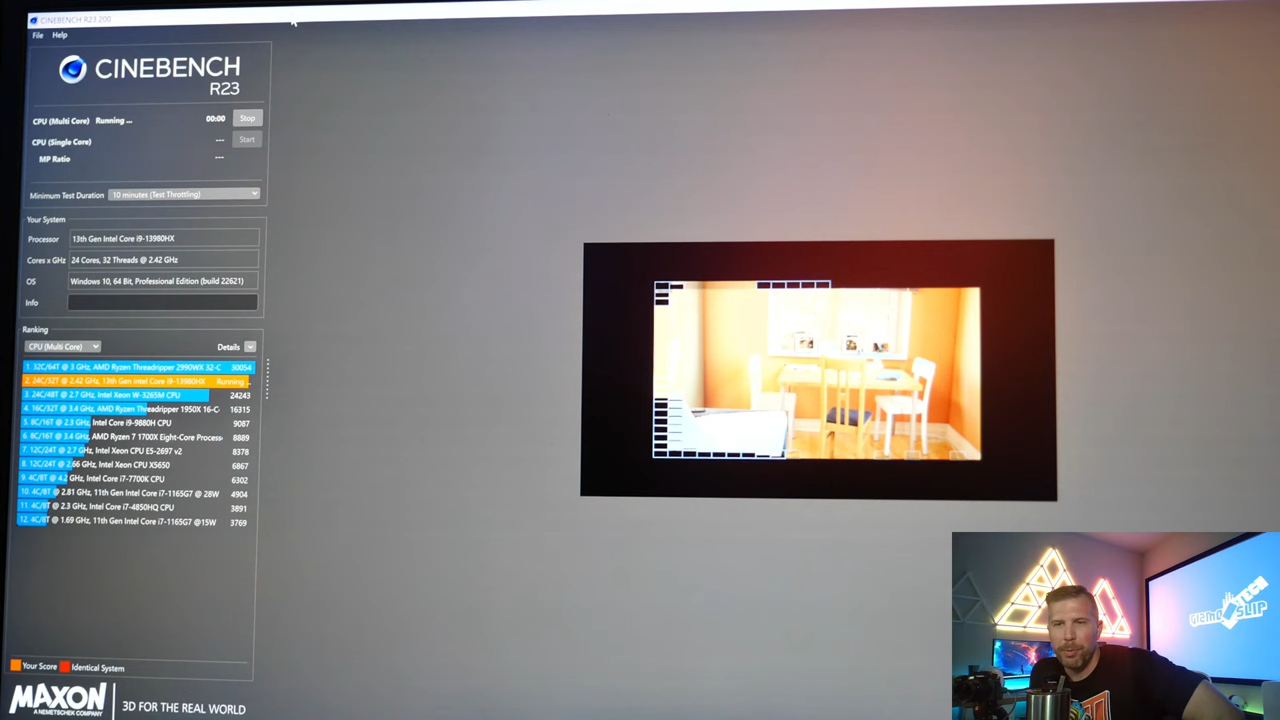 CINEBENCH R23 200
File Help
CINEBENCH
R23
CPU (Multi Core) Running ... 00:00 Stop
CPU (Single Core) --- Start
MP Ratio ---
Minimum Test Duration 10 minutes (Test Throttling)
Your System
Processor 13th Gen Intel Core i9-13980HX
Cores x GHz 24 Cores, 32 Threads @ 2.42 GHz
OS Windows 10, 64 Bit, Professional Edition (build 22621)
Info
Ranking
CPU (Multi Core) Details
1. 32C/64T @ 3 GHz, AMD Ryzen Threadripper 2990WX 32-C 30054
2. 24C/32T @ 2.42 GHz, 13th Gen Intel Core i9-13980HX Running...
3. 24C/48T @ 2.7 GHz, Intel Xeon W-3265M CPU 24243
4. 16C/32T @ 3.4 GHz, AMD Ryzen Threadripper 1950X 16-C 16315
5. 8C/16T @ 2.3 GHz, Intel Core i9-9880H CPU 9087
6. 8C/16T @ 3.4 GHz, AMD Ryzen 7 1700X Eight-Core Process 8889
7. 12C/24T @ 2.7 GHz, Intel Xeon CPU E5-2697 v2 8378
8. 12C/24T @ 2.66 GHz, Intel Xeon CPU X5650 6867
9. 4C/8T @ 4.2 GHz, Intel Core i7-7700K CPU 6302
10. 4C/8T @ 2.81 GHz, 11th Gen Intel Core i7-1165G7 @ 28W 4904
11. 4C/8T @ 2.3 GHz, Intel Core i7-4850HQ CPU 3891
12. 4C/8T @ 1.69 GHz, 11th Gen Intel Core i7-1165G7 @15W 3769
Your Score Identical System
MAXON
A NEMETSCHEK COMPANY
3D FOR THE REAL WORLD
GIZMO SLIP
TECH